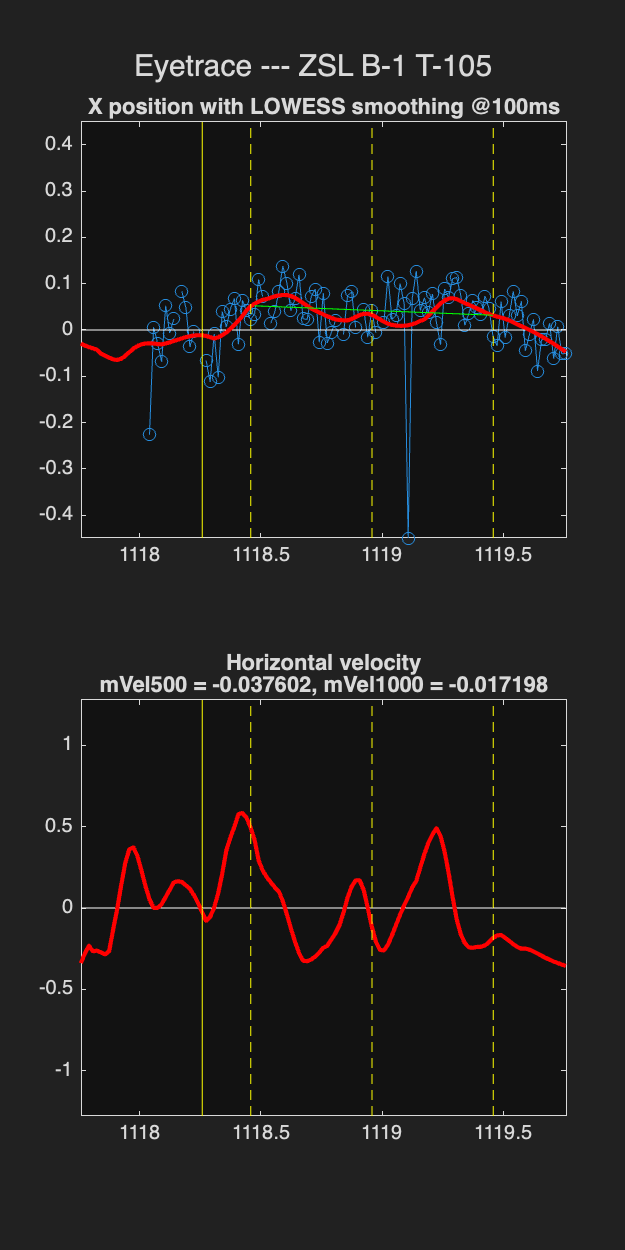 Eyetrace --- ZSL B-1 T-105
X position with LOWESS smoothing @100ms
0.4
0.3
0.2
0.1
0
-0.1
-0.2
-0.3
-0.4
1118 1118.5 1119 1119.5
Horizontal velocity
mVel500 = -0.037602, mVel1000 = -0.017198
1
0.5
0
-0.5
-1
1118 1118.5 1119 1119.5